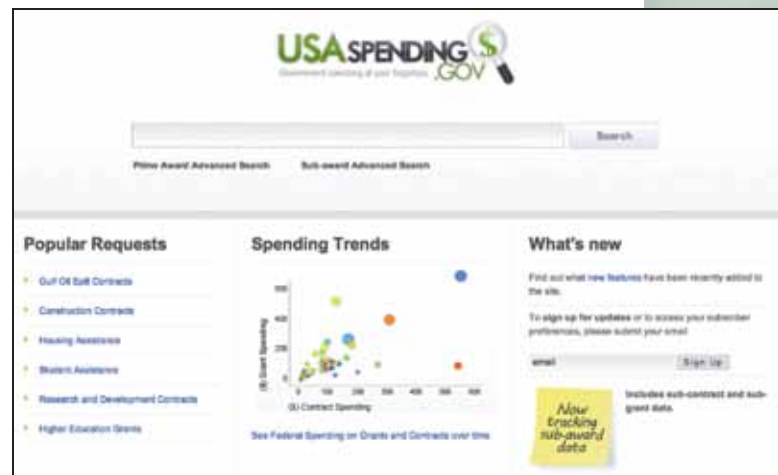 USASPENDING.GOV
Government spending at your fingertips
Search
Prime Award Advanced Search
Sub-award Advanced Search
Popular Requests
Gulf Oil Spill Contracts
Construction Contracts
Housing Assistance
Student Assistance
Research and Development Contracts
Higher Education Grants
Spending Trends
($) Grant Spending
($) Contract Spending
See Federal Spending on Grants and Contracts over time
What's new
Find out what new features have been recently added to
the site.
To sign up for updates or to access your subscriber
preferences, please submit your email
email
Sign Up
Now
tracking
sub-award
data
Includes sub-contract and sub-
grant data.